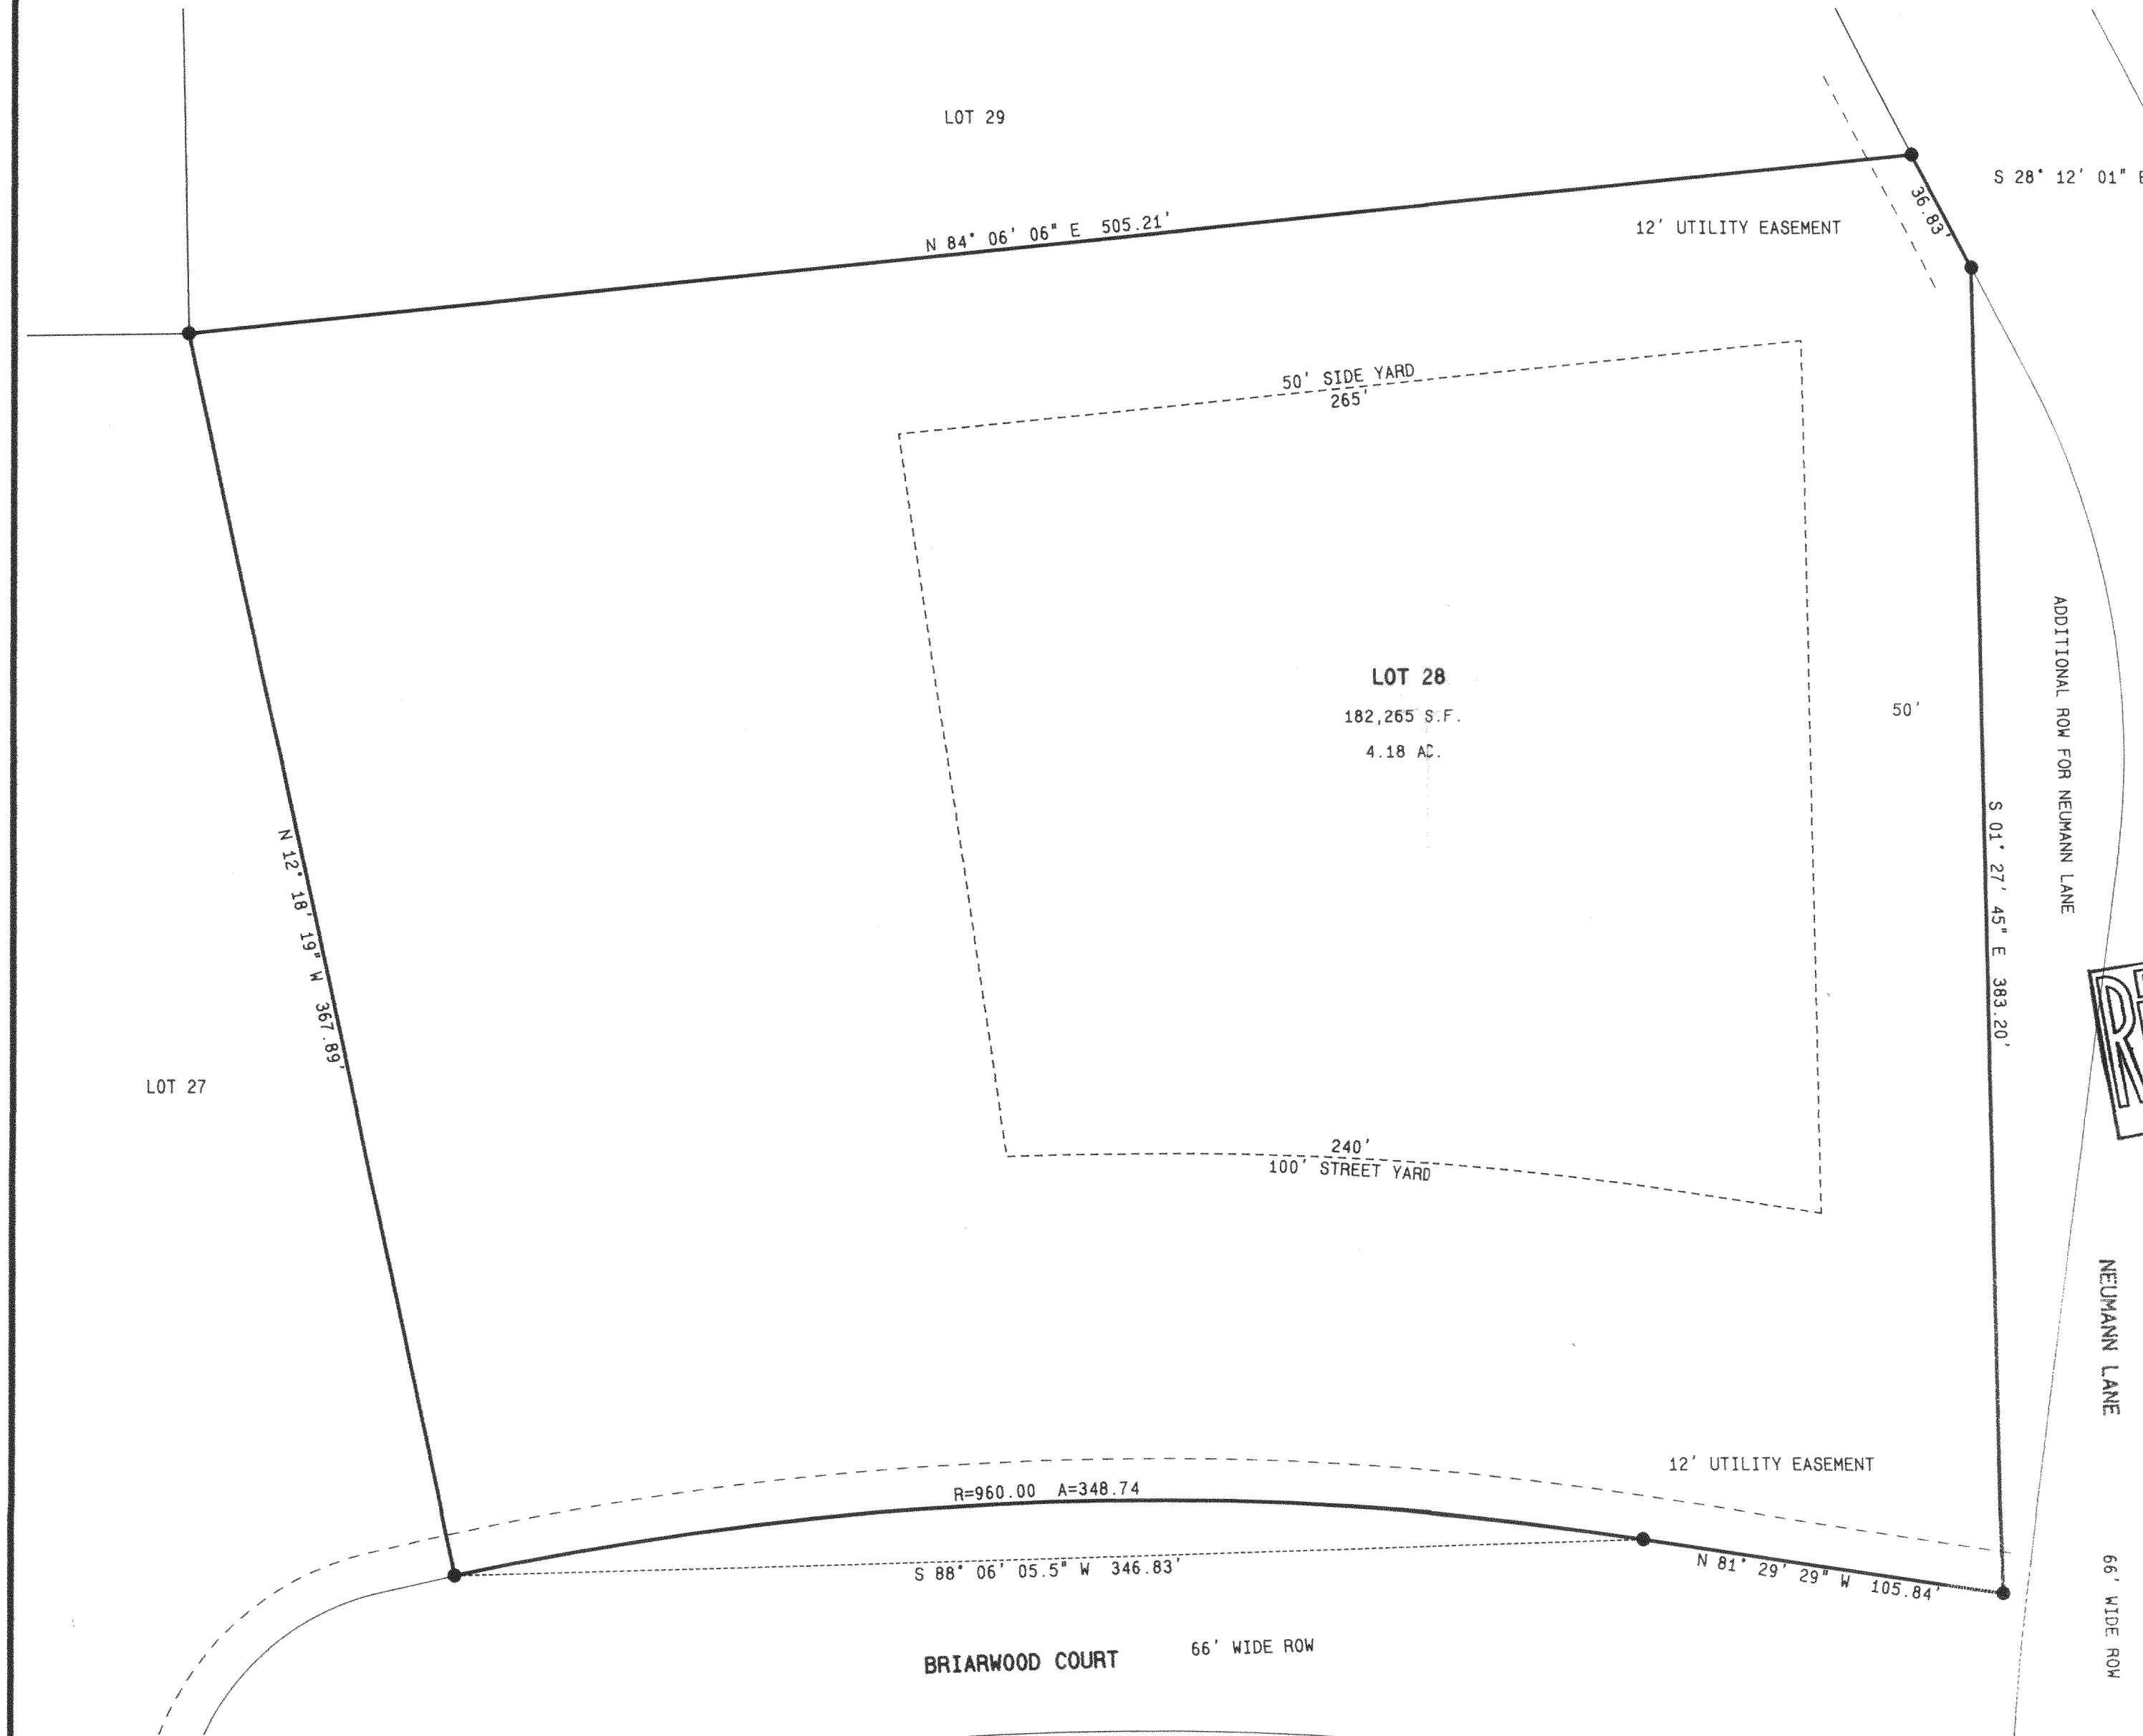 LOT 29
S 28° 12' 01" E
36.83'
N 84° 06' 06" E 505.21'
12' UTILITY EASEMENT
50' SIDE YARD
265'
LOT 28
182,265 S.F.
4.18 AC.
50'
ADDITIONAL ROW FOR NEUMANN LANE
S 01° 27' 45" E 383.20'
N 12° 18' 19" W 367.89'
LOT 27
240'
100' STREET YARD
NEUMANN LANE
66' WIDE ROW
12' UTILITY EASEMENT
R=960.00 A=348.74
S 88° 06' 05.5" W 346.83'
N 81° 29' 29" W 105.84'
BRIARWOOD COURT
66' WIDE ROW